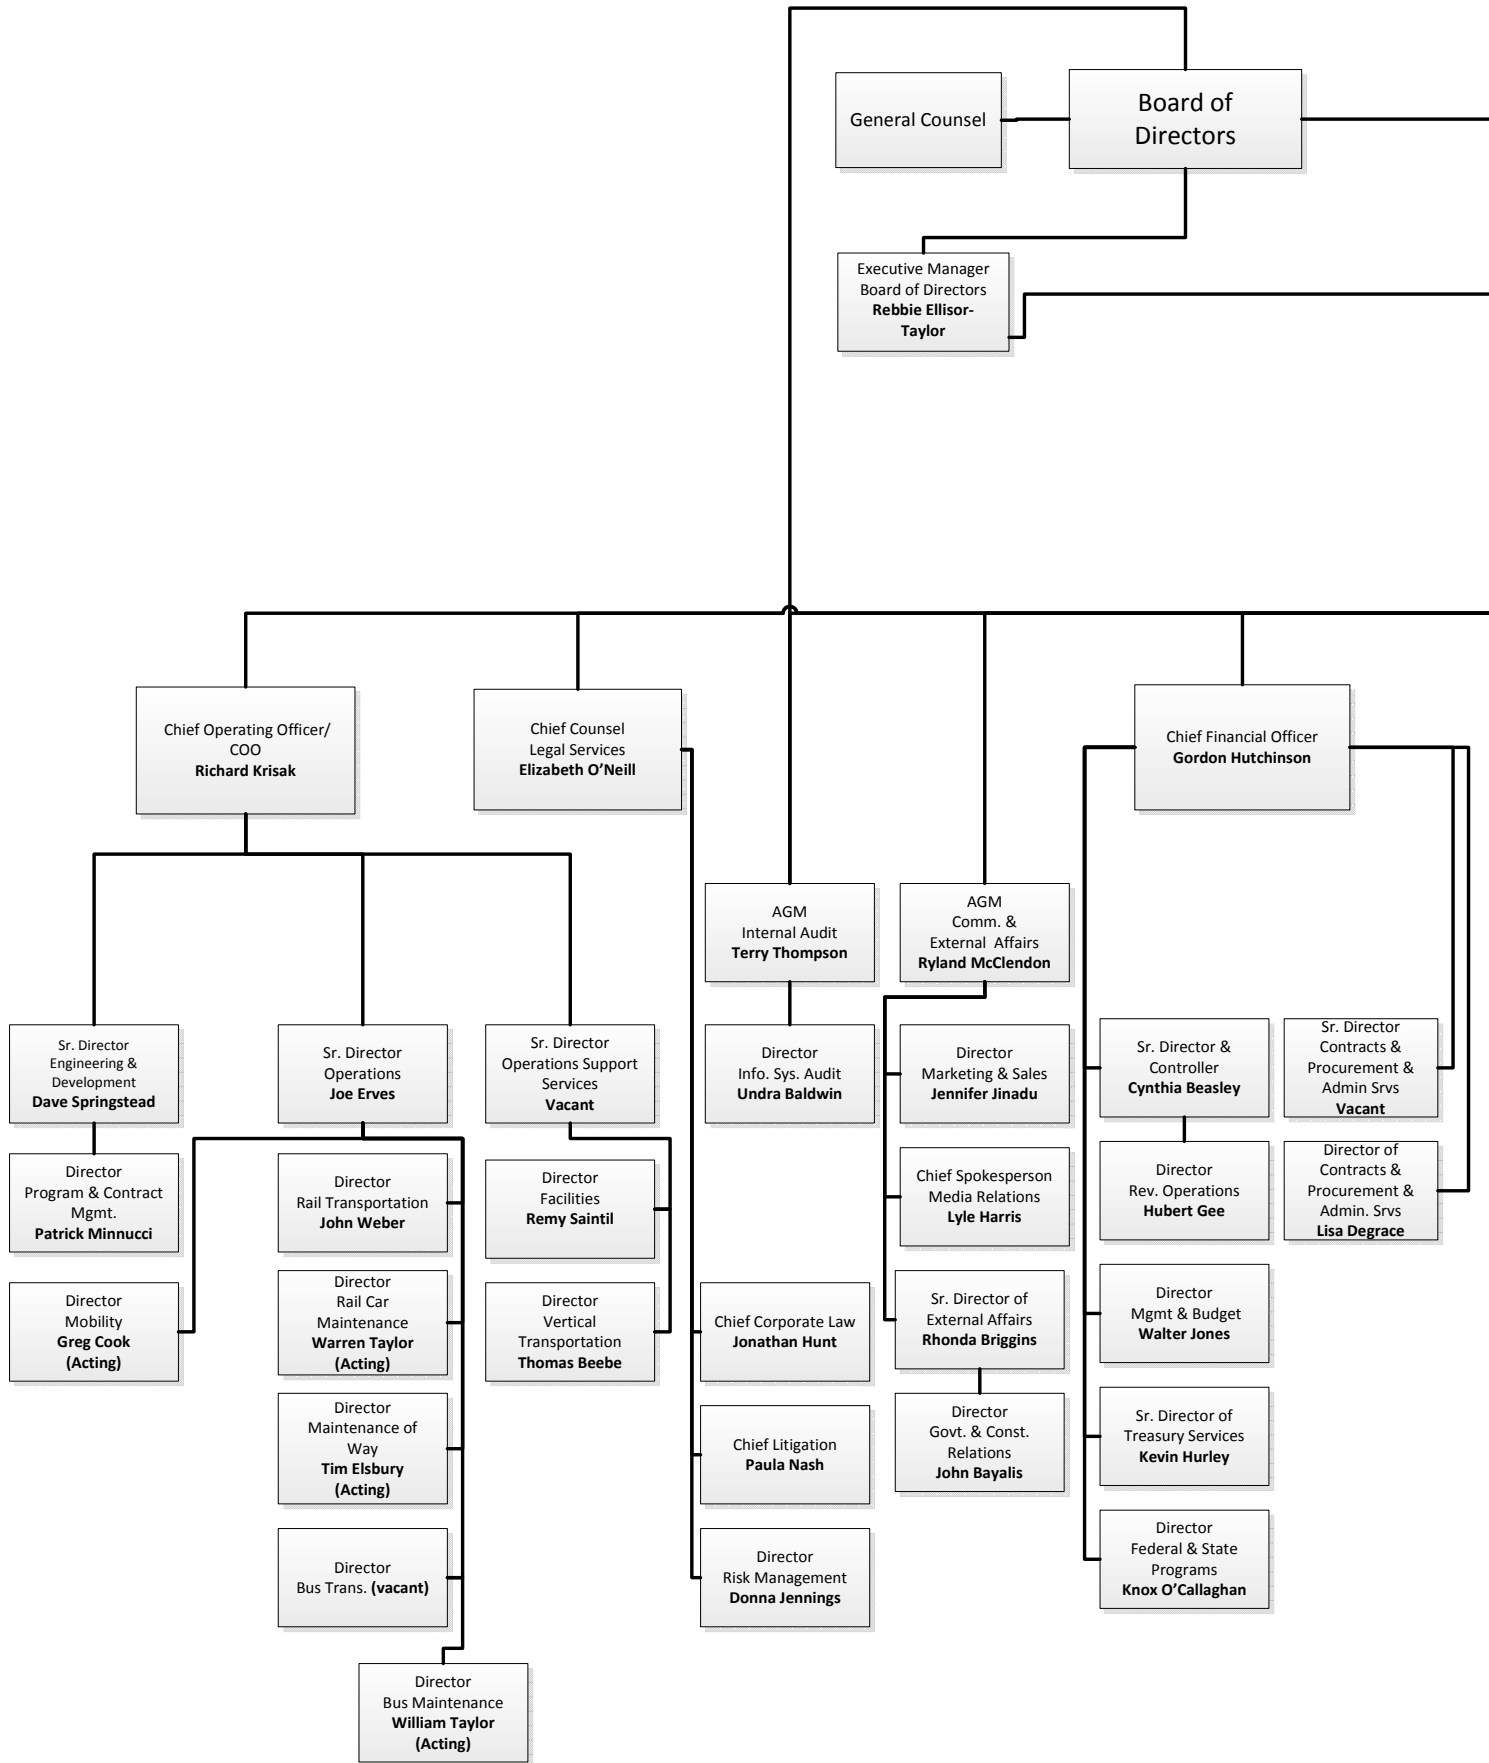 General Counsel
Board of
Directors
Executive Manager
Board of Directors
Rebbie Ellisor-
Taylor
Chief Operating Officer/
COO
Richard Krisak
Chief Counsel
Legal Services
Elizabeth O’Neill
Chief Financial Officer
Gordon Hutchinson
AGM
Internal Audit
Terry Thompson
AGM
Comm. &
External Affairs
Ryland McClendon
Sr. Director
Engineering &
Development
Dave Springstead
Sr. Director
Operations
Joe Erves
Sr. Director
Operations Support
Services
Vacant
Director
Info. Sys. Audit
Undra Baldwin
Director
Marketing & Sales
Jennifer Jinadu
Sr. Director &
Controller
Cynthia Beasley
Sr. Director
Contracts &
Procurement &
Admin Srvs
Vacant
Director
Program & Contract
Mgmt.
Patrick Minnucci
Director
Rail Transportation
John Weber
Director
Facilities
Remy Saintil
Chief Spokesperson
Media Relations
Lyle Harris
Director
Rev. Operations
Hubert Gee
Director of
Contracts &
Procurement &
Admin. Srvs
Lisa Degrace
Director
Mobility
Greg Cook
(Acting)
Director
Rail Car
Maintenance
Warren Taylor
(Acting)
Director
Vertical
Transportation
Thomas Beebe
Chief Corporate Law
Jonathan Hunt
Sr. Director of
External Affairs
Rhonda Briggins
Director
Mgmt & Budget
Walter Jones
Director
Maintenance of
Way
Tim Elsbury
(Acting)
Chief Litigation
Paula Nash
Director
Govt. & Const.
Relations
John Bayalis
Sr. Director of
Treasury Services
Kevin Hurley
Director
Bus Trans. (vacant)
Director
Risk Management
Donna Jennings
Director
Federal & State
Programs
Knox O’Callaghan
Director
Bus Maintenance
William Taylor
(Acting)